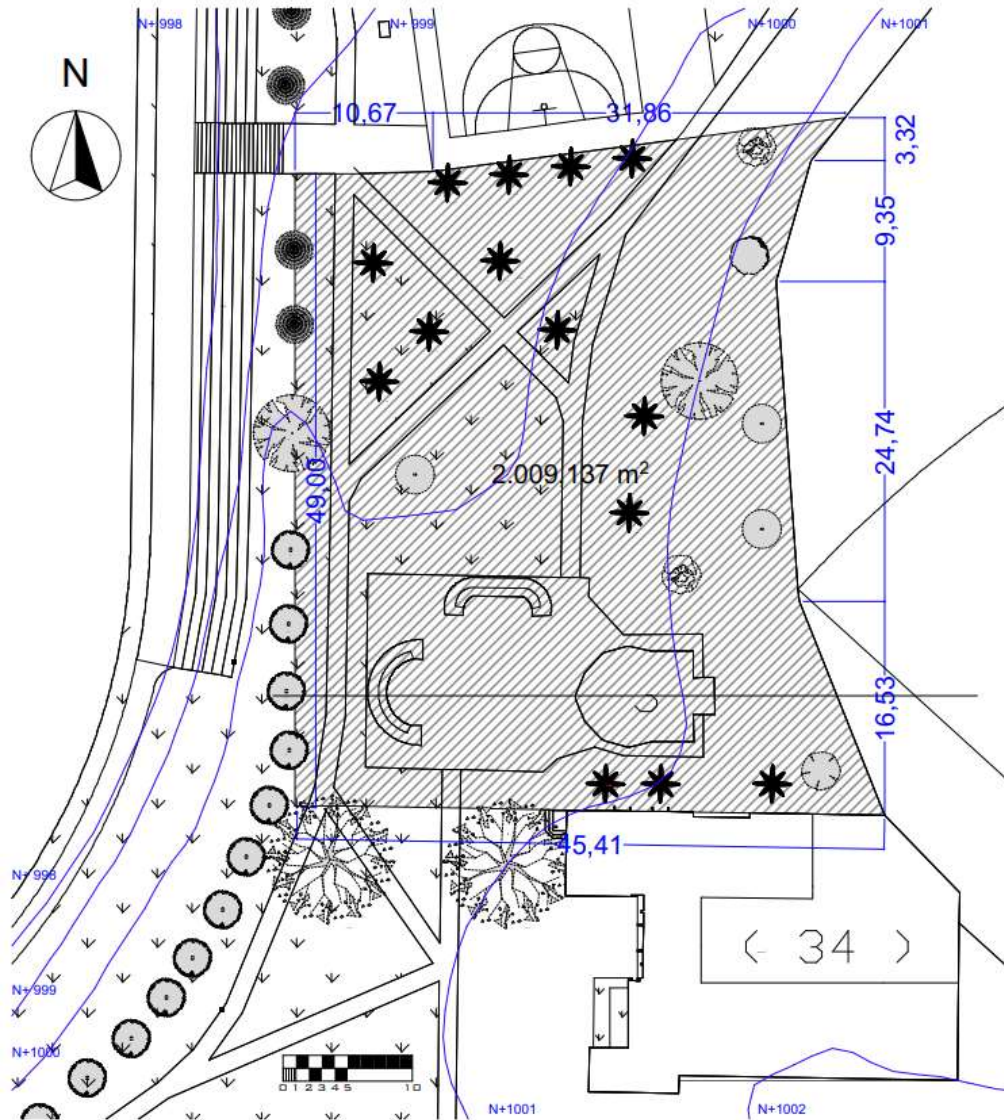 N+ 998
N+ 999
N+1000
N+1001
N
10,67
31,86
3,32
9,35
24,74
49,00
2.009.137 m²
16,53
45,41
N+ 998
( 34 )
N+ 999
N+1000
0 1 2 3 4 5 10
N+1001
N+1002